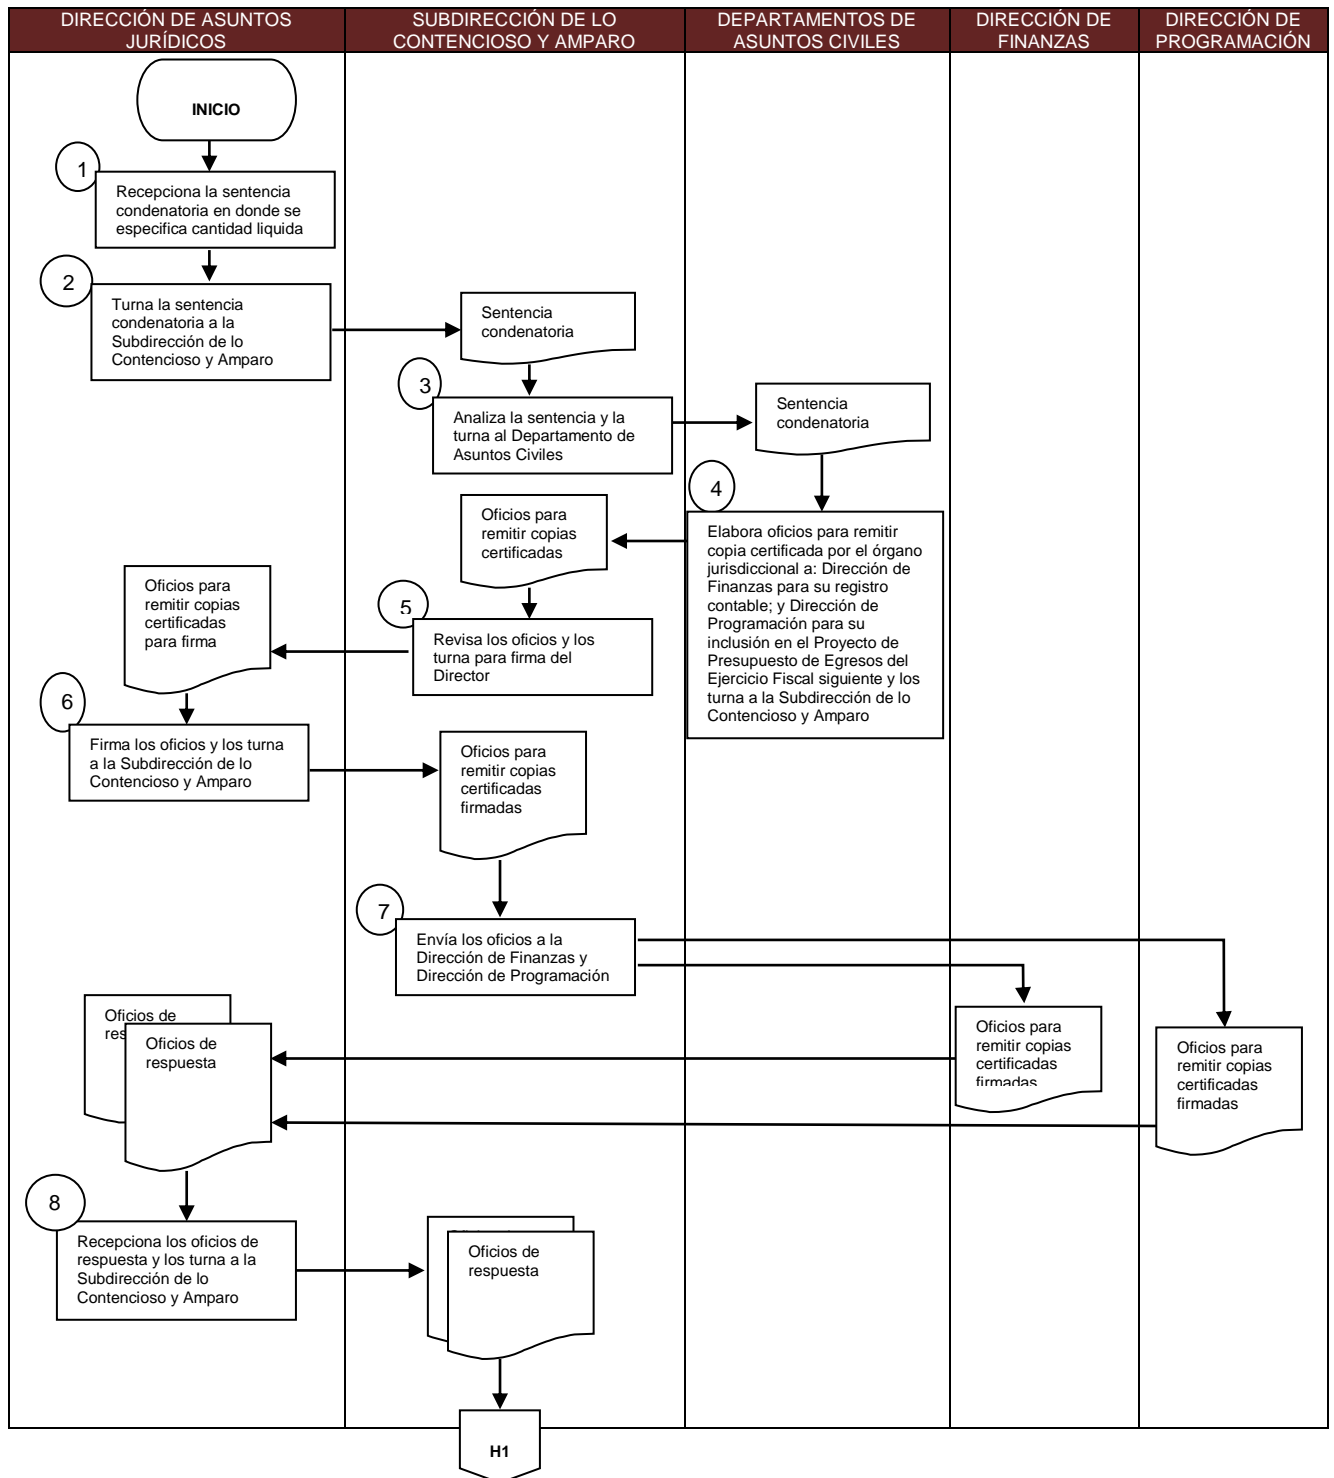 DIRECCIÓN DE ASUNTOS
JURÍDICOS
SUBDIRECCIÓN DE LO
CONTENCIOSO Y AMPARO
DEPARTAMENTOS DE
ASUNTOS CIVILES
DIRECCIÓN DE
FINANZAS
DIRECCIÓN DE
PROGRAMACIÓN
INICIO
1
Recepciona la sentencia
condenatoria en donde se
especifica cantidad liquida
2
Turna la sentencia
condenatoria a la
Subdirección de lo
Contencioso y Amparo
Sentencia
condenatoria
3
Analiza la sentencia y la
turna al Departamento de
Asuntos Civiles
Sentencia
condenatoria
4
Elabora oficios para remitir
copia certificada por el órgano
jurisdiccional a: Dirección de
Finanzas para su registro
contable; y Dirección de
Programación para su
inclusión en el Proyecto de
Presupuesto de Egresos del
Ejercicio Fiscal siguiente y los
turna a la Subdirección de lo
Contencioso y Amparo
Oficios para
remitir copias
certificadas
5
Revisa los oficios y los
turna para firma del
Director
Oficios para
remitir copias
certificadas
para firma
6
Firma los oficios y los turna
a la Subdirección de lo
Contencioso y Amparo
Oficios para
remitir copias
certificadas
firmadas
7
Envía los oficios a la
Dirección de Finanzas y
Dirección de Programación
Oficios para
remitir copias
certificadas
firmadas
Oficios para
remitir copias
certificadas
firmadas
Oficios de
Oficios de
respuesta
8
Recepciona los oficios de
respuesta y los turna a la
Subdirección de lo
Contencioso y Amparo
Oficios de
respuesta
H1